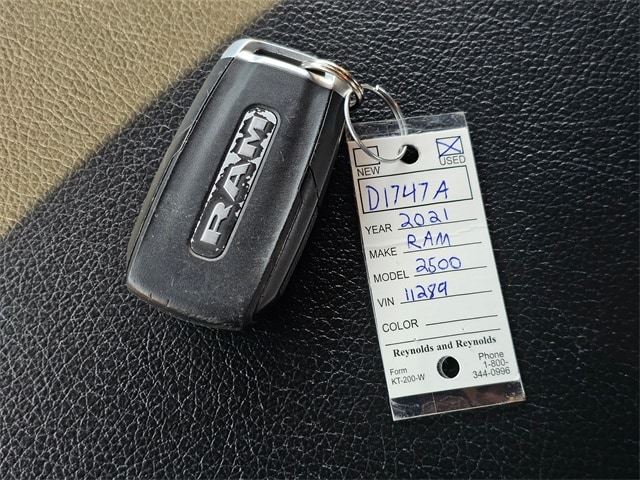 RAM
NEW USED
D1747A
YEAR 2021
MAKE RAM
MODEL 2500
VIN 11289
COLOR
Reynolds and Reynolds
Form
KT-200-W
Phone
1-800-
344-0996